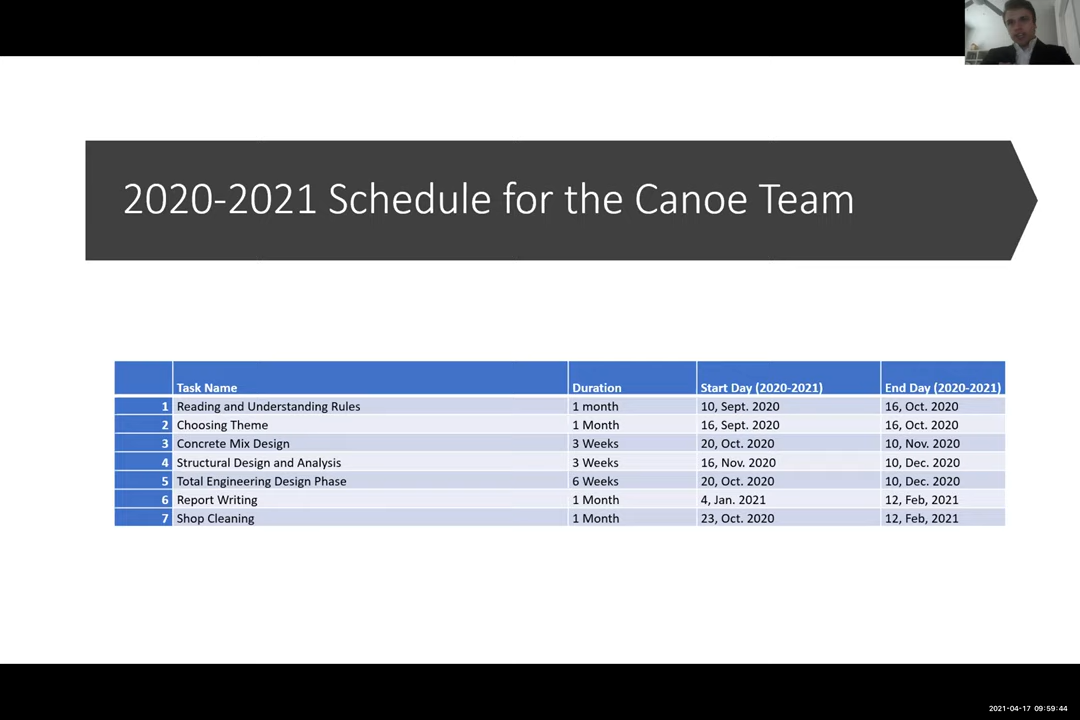 2020-2021 Schedule for the Canoe Team
Task Name Duration Start Day (2020-2021) End Day (2020-2021)
1 Reading and Understanding Rules 1 month 10, Sept. 2020 16, Oct. 2020
2 Choosing Theme 1 Month 16, Sept. 2020 16, Oct. 2020
3 Concrete Mix Design 3 Weeks 20, Oct. 2020 10, Nov. 2020
4 Structural Design and Analysis 3 Weeks 16, Nov. 2020 10, Dec. 2020
5 Total Engineering Design Phase 6 Weeks 20, Oct. 2020 10, Dec. 2020
6 Report Writing 1 Month 4, Jan. 2021 12, Feb, 2021
7 Shop Cleaning 1 Month 23, Oct. 2020 12, Feb, 2021
2021-04-17 09:59:44